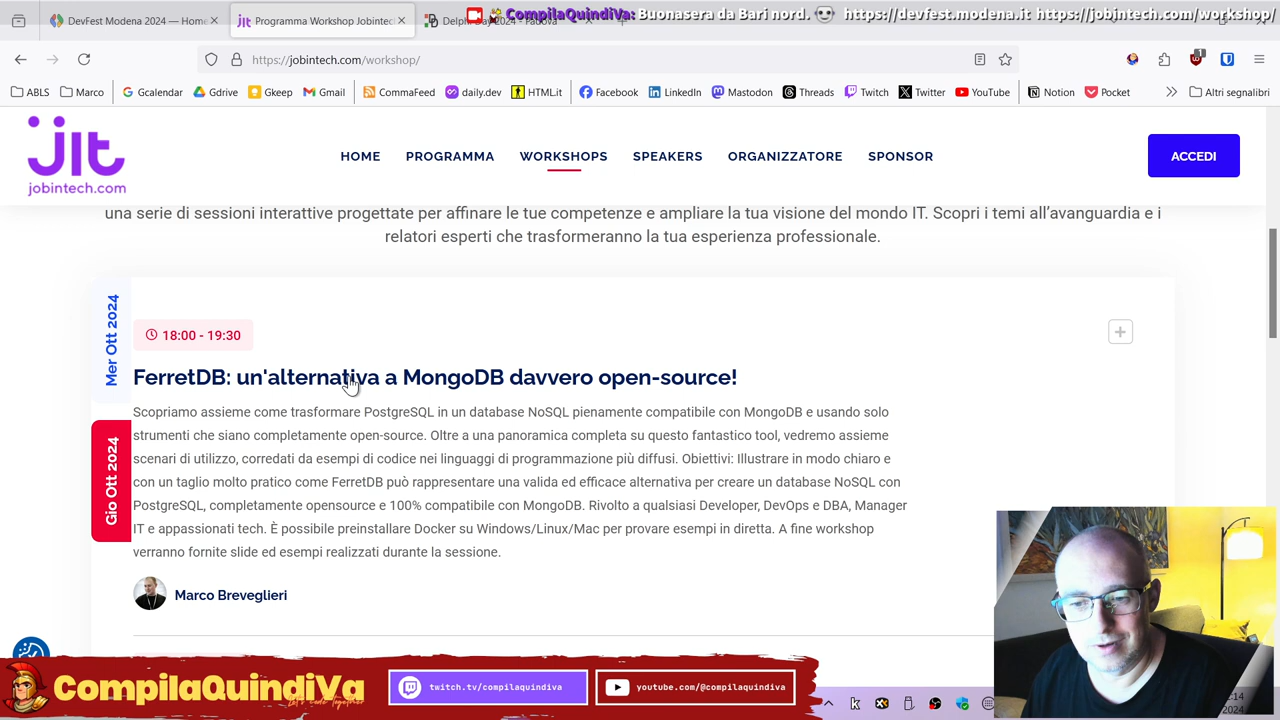 DevFest Modena 2024 — Home
Programma Workshop Jobintech
Delphi Day 2024 - Padova
CompilaQuindiVa: Buonasera da Bari nord. https://devfest.modena.it https://jobintech.com/workshop/
https://jobintech.com/workshop/
1
ABLS
Marco
Gcalendar
Gdrive
Gkeep
Gmail
CommaFeed
daily.dev
HTML.it
Facebook
LinkedIn
Mastodon
Threads
Twitch
Twitter
YouTube
Notion
Pocket
Altri segnalibri
jit
jobintech.com
HOME
PROGRAMMA
WORKSHOPS
SPEAKERS
ORGANIZZATORE
SPONSOR
ACCEDI
una serie di sessioni interattive progettate per affinare le tue competenze e ampliare la tua visione del mondo IT. Scopri i temi all’avanguardia e i
relatori esperti che trasformeranno la tua esperienza professionale.
Mer Ott 2024
Gio Ott 2024
18:00 - 19:30
FerretDB: un'alternativa a MongoDB davvero open-source!
Scopriamo assieme come trasformare PostgreSQL in un database NoSQL pienamente compatibile con MongoDB e usando solo
strumenti che siano completamente open-source. Oltre a una panoramica completa su questo fantastico tool, vedremo assieme
scenari di utilizzo, corredati da esempi di codice nei linguaggi di programmazione più diffusi. Obiettivi: Illustrare in modo chiaro e
con un taglio molto pratico come FerretDB può rappresentare una valida ed efficace alternativa per creare un database NoSQL con
PostgreSQL, completamente opensource e 100% compatibile con MongoDB. Rivolto a qualsiasi Developer, DevOps e DBA, Manager
IT e appassionati tech. È possibile preinstallare Docker su Windows/Linux/Mac per provare esempi in diretta. A fine workshop
verranno fornite slide ed esempi realizzati durante la sessione.
Marco Breveglieri
CompilaQuindiVa
Let's code Together
twitch.tv/compilaquindiva
youtube.com/@compilaquindiva